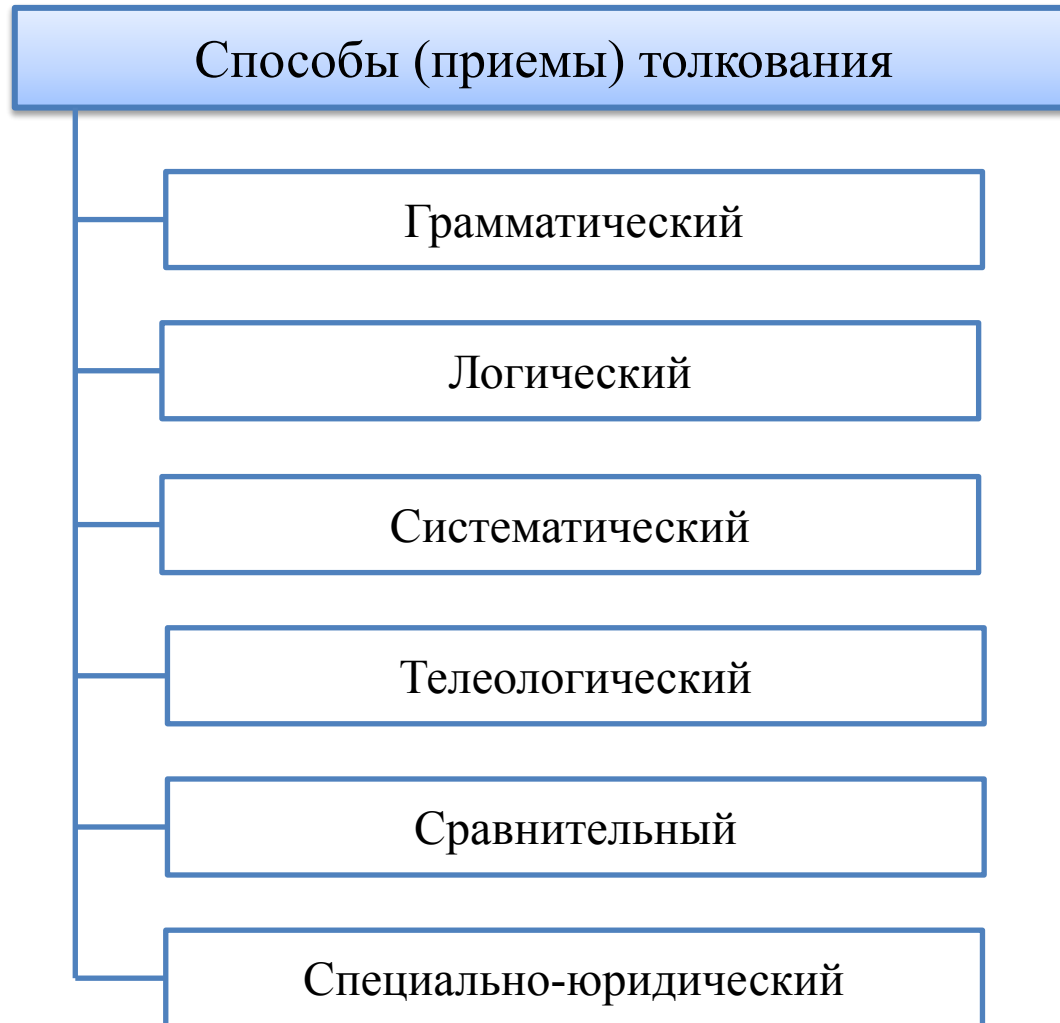 Способы (приемы) толкования
Грамматический
Логический
Систематический
Телеологический
Сравнительный
Специально-юридический